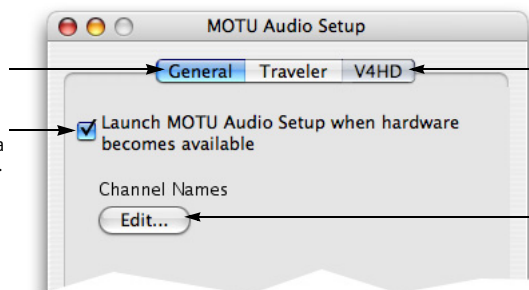 MOTU Audio Setup
General Traveler V4HD
Launch MOTU Audio Setup when hardware
becomes available
a
Channel Names
Edit...